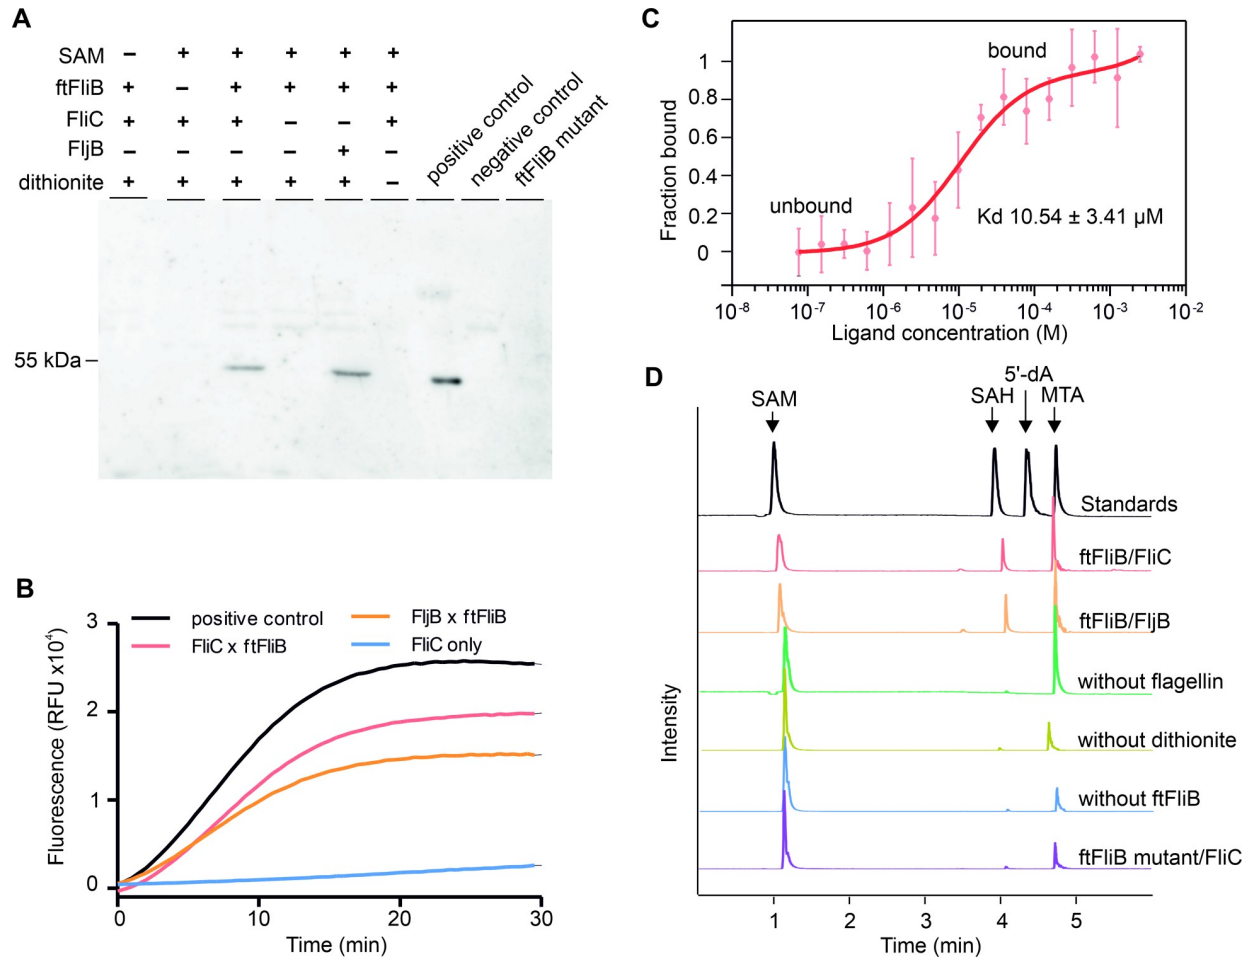 A
SAM – + + + + +
ftFliB + – + + + +
FliC + + + – – +
FljB – – – – + –
dithionite + + + + + –
positive control
negative control
ftFliB mutant
55 kDa
B
Fluorescence (RFU x10⁴)
3
2
1
0
positive control
FliC x ftFliB
FljB x ftFliB
FliC only
0 10 20 30
Time (min)
C
Fraction bound
1
0.8
0.6
0.4
0.2
0
bound
unbound
Kd 10.54 ± 3.41 µM
10⁻⁸ 10⁻⁷ 10⁻⁶ 10⁻⁵ 10⁻⁴ 10⁻³ 10⁻²
Ligand concentration (M)
D
5'-dA
SAM SAH MTA
Standards
ftFliB/FliC
ftFliB/FljB
without flagellin
without dithionite
without ftFliB
ftFliB mutant/FliC
Intensity
1 2 3 4 5
Time (min)